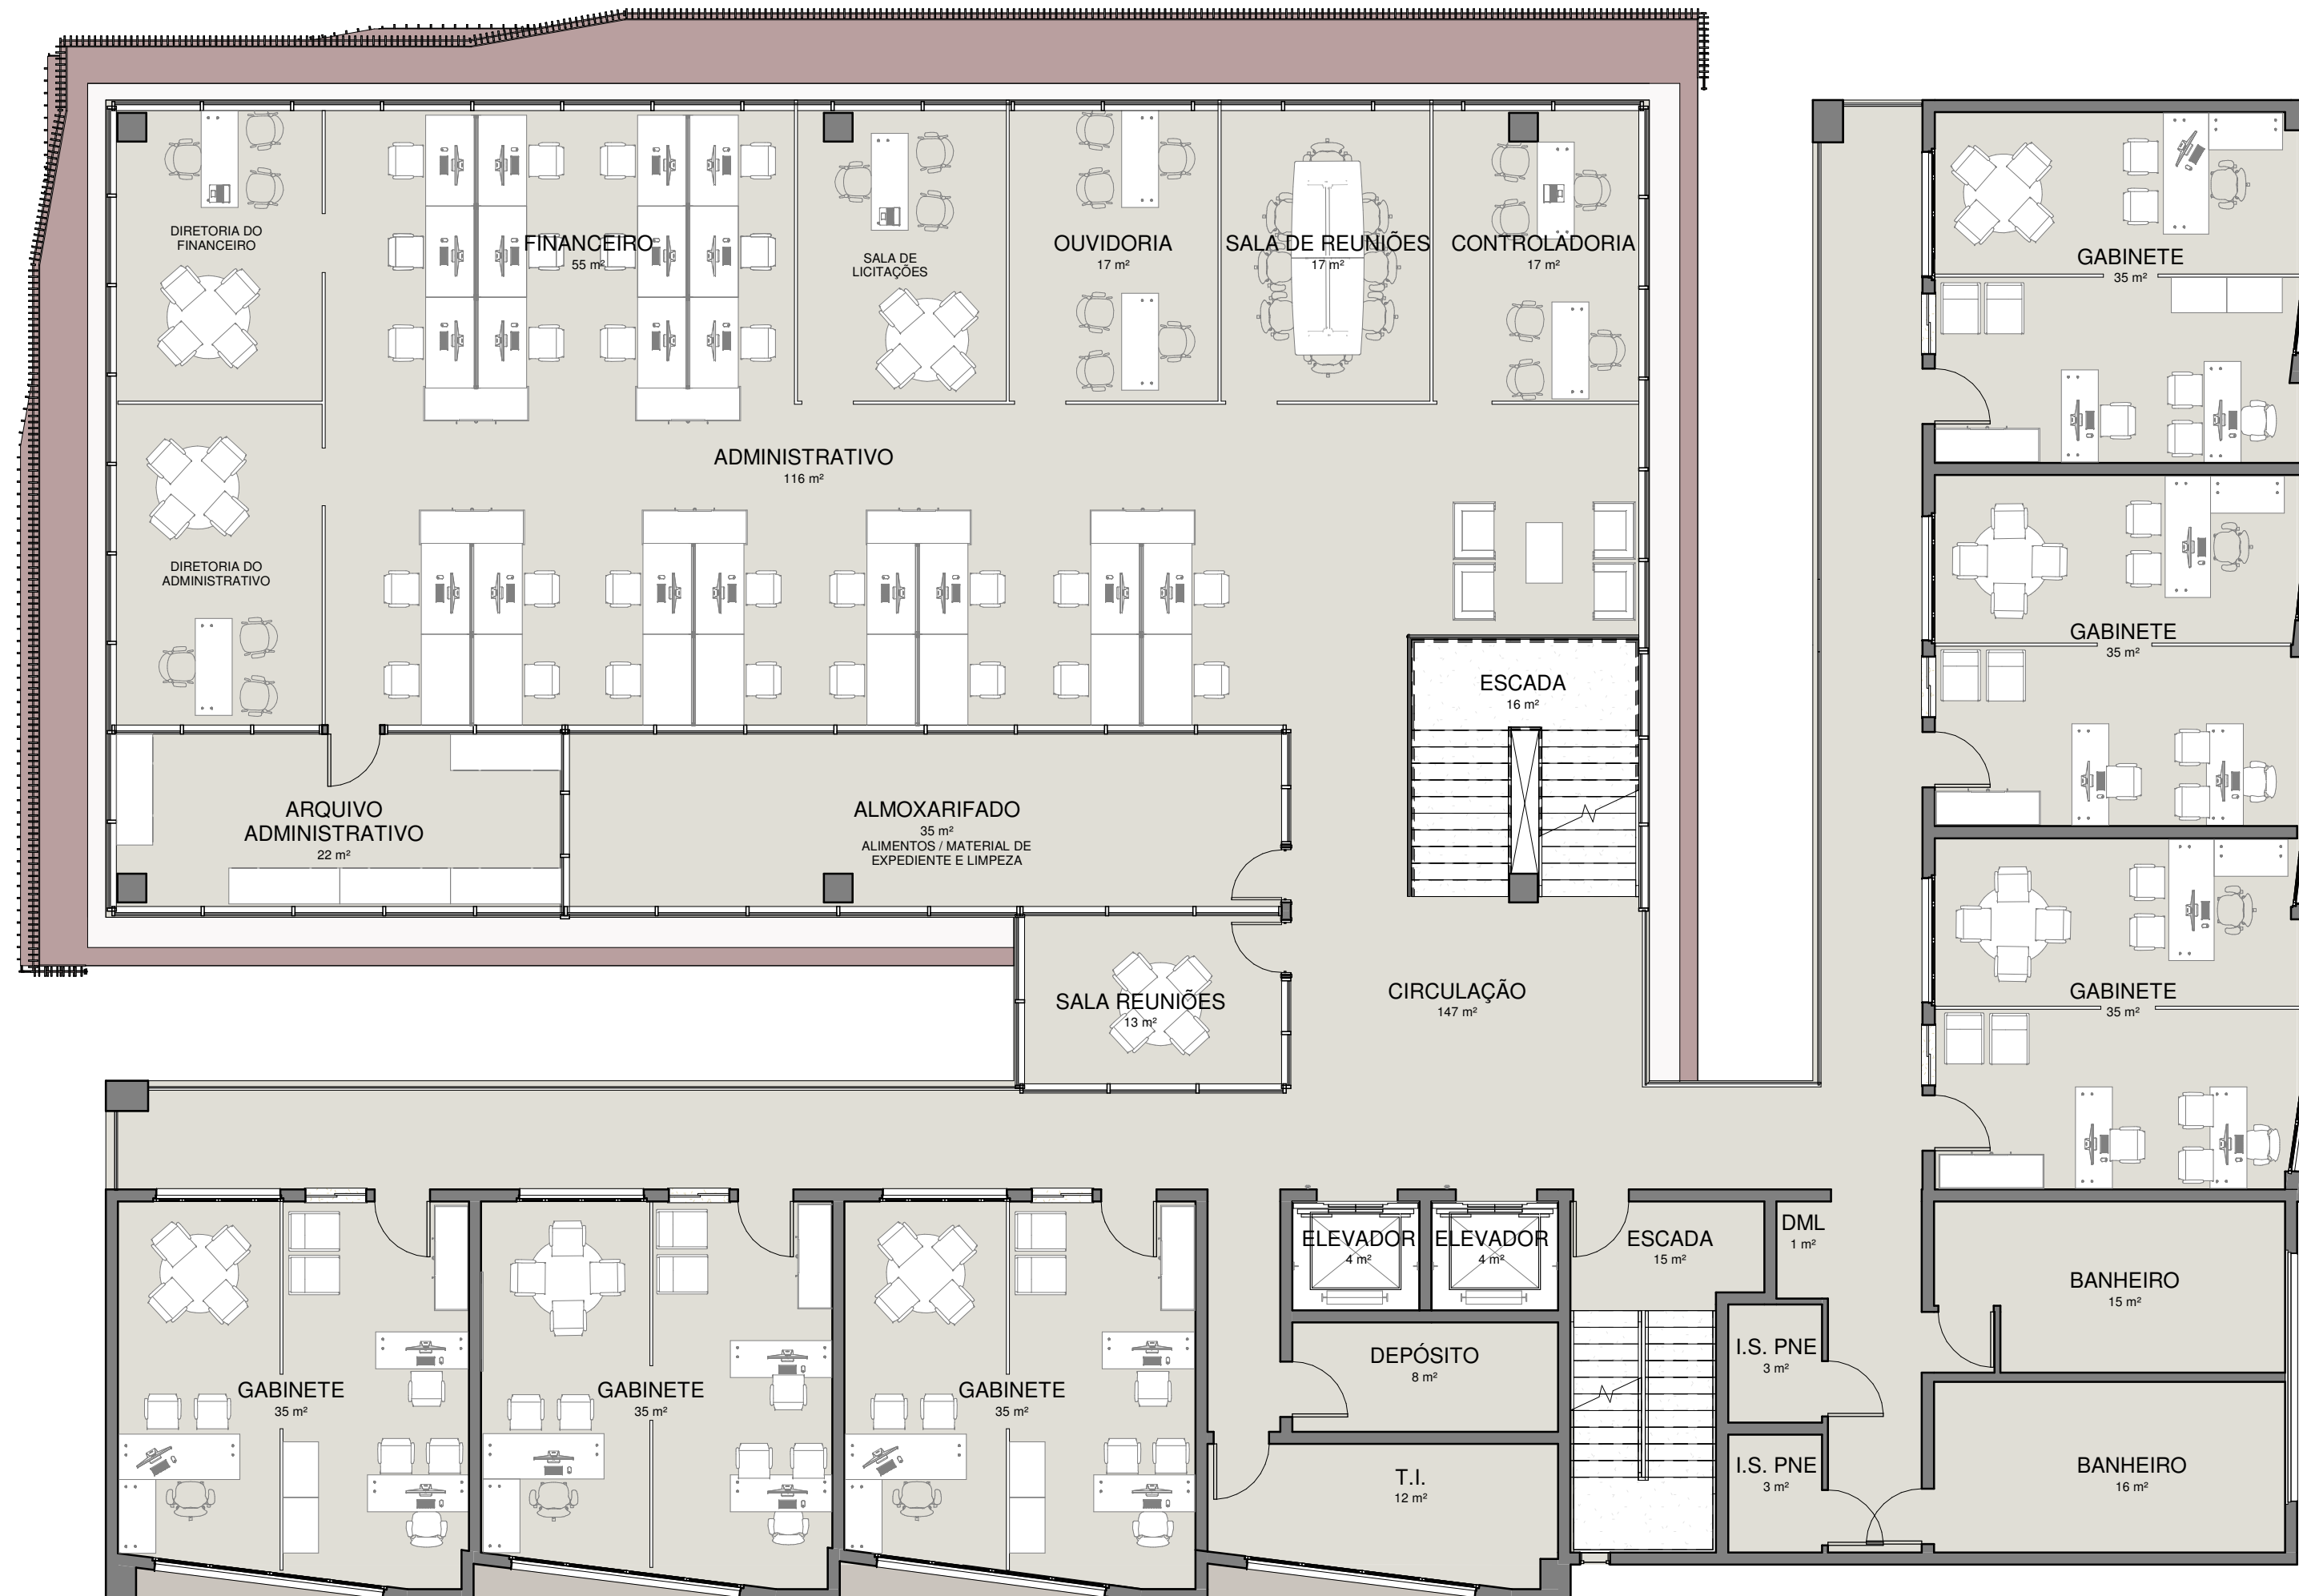 DIRETORIA DO
FINANCEIRO
FINANCEIRO
55 m²
SALA DE
LICITAÇÕES
OUVIDORIA
17 m²
SALA DE REUNIÕES
17 m²
CONTROLADORIA
17 m²
GABINETE
35 m²
ADMINISTRATIVO
116 m²
DIRETORIA DO
ADMINISTRATIVO
GABINETE
35 m²
ESCADA
16 m²
ARQUIVO
ADMINISTRATIVO
22 m²
ALMOXARIFADO
35 m²
ALIMENTOS / MATERIAL DE
EXPEDIENTE E LIMPEZA
SALA REUNIÕES
13 m²
CIRCULAÇÃO
147 m²
GABINETE
35 m²
ELEVADOR
4 m²
ELEVADOR
4 m²
ESCADA
15 m²
DML
1 m²
BANHEIRO
15 m²
GABINETE
35 m²
GABINETE
35 m²
GABINETE
35 m²
DEPÓSITO
8 m²
I.S. PNE
3 m²
T.I.
12 m²
I.S. PNE
3 m²
BANHEIRO
16 m²